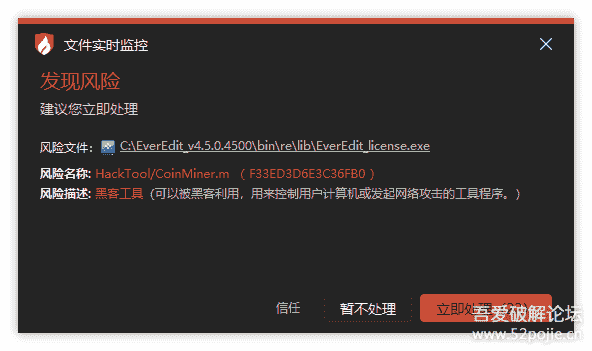 文件实时监控
发现风险
建议您立即处理
风险文件： C:\EverEdit_v4.5.0.4500\bin\re\lib\EverEdit_license.exe
风险名称: HackTool/CoinMiner.m （ F33ED3D6E3C36FB0 ）
风险描述: 黑客工具（可以被黑客利用，用来控制用户计算机或发起网络攻击的工具程序。）
信任 暂不处理 立即处理
吾爱破解论坛
www.52pojie.cn